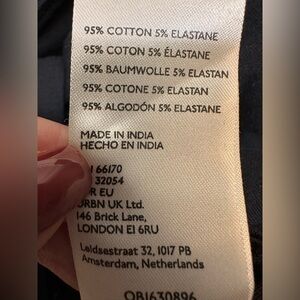 95% COTTON 5% ELASTANE
95% COTON 5% ÉLASTANE
95% BAUMWOLLE 5% ELASTAN
95% COTONE 5% ELASTAN
95% ALGODÓN 5% ELASTANE
MADE IN INDIA
HECHO EN INDIA
66170
32054
EU
URBN UK Ltd.
146 Brick Lane,
LONDON E1 6RU
Leidsestraat 32, 1017 PB
Amsterdam, Netherlands
OB1630896